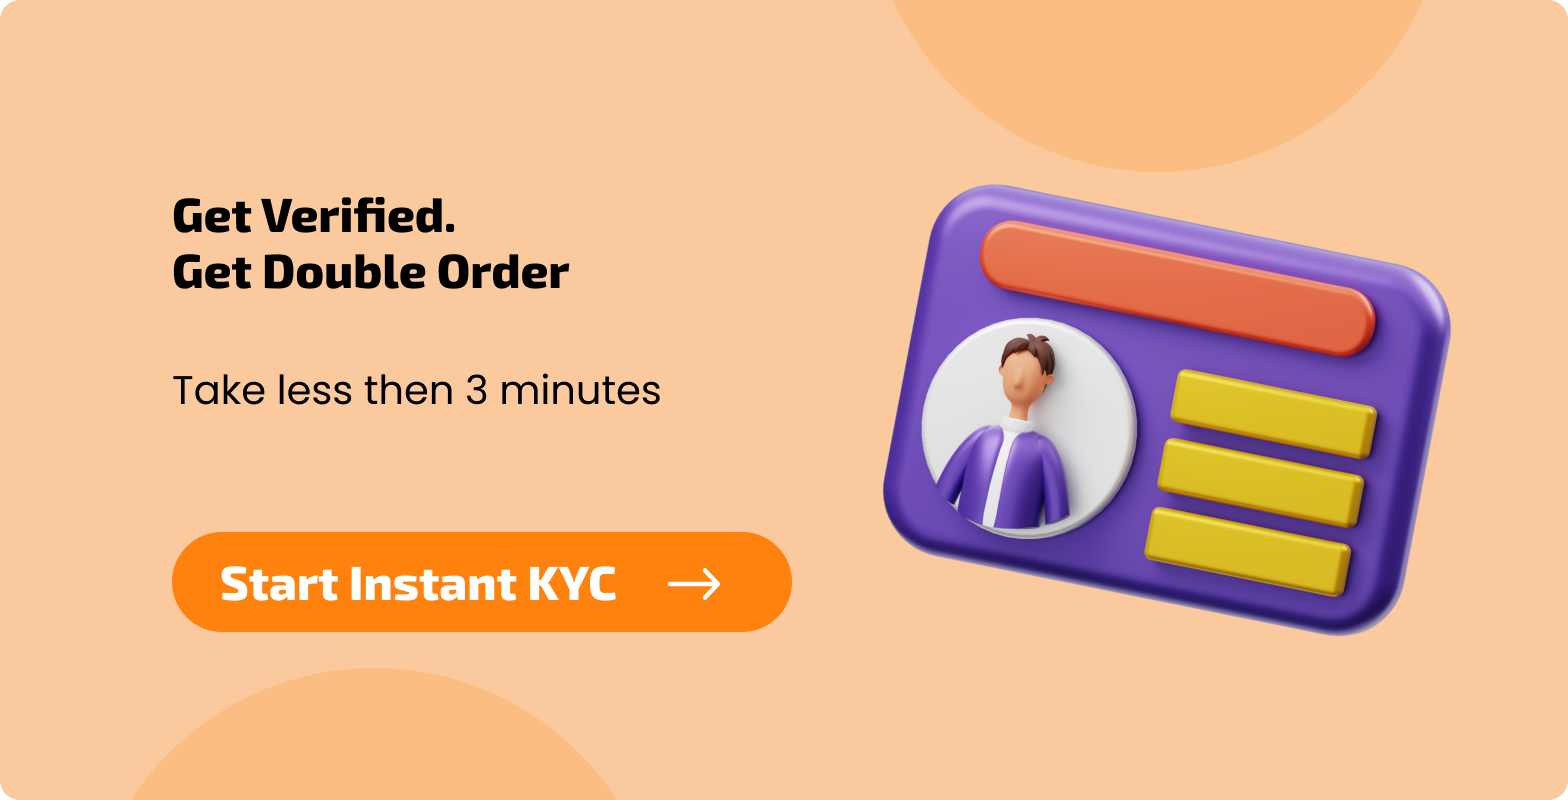 Get Verified.
Get Double Order
Take less then 3 minutes
Start Instant KYC